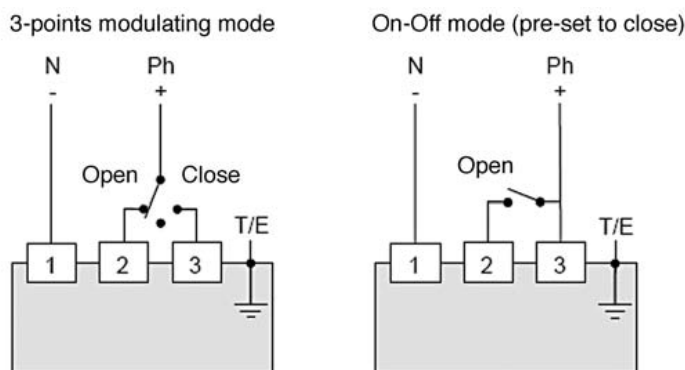 3-points modulating mode
N Ph
- +
Open Close
T/E
1 2 3
On-Off mode (pre-set to close)
N Ph
- +
Open
T/E
1 2 3